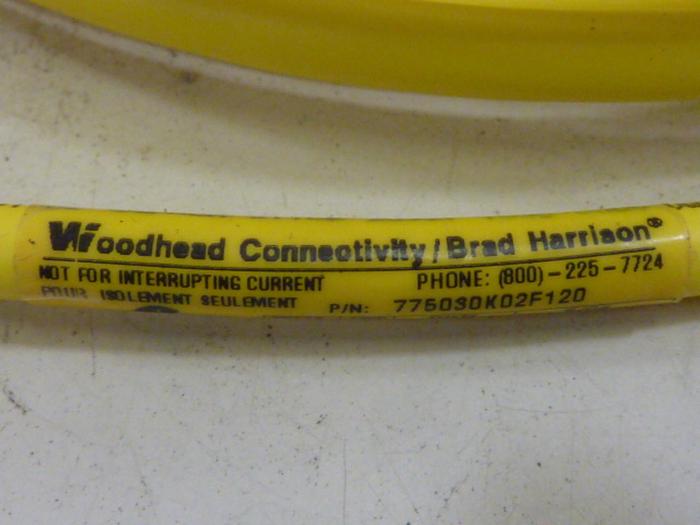 Woodhead Connectivity / Brad Harrison®
NOT FOR INTERRUPTING CURRENT PHONE: (800)-225-7724
POUR ISOLEMENT SEULEMENT P/N: 775030K02F120